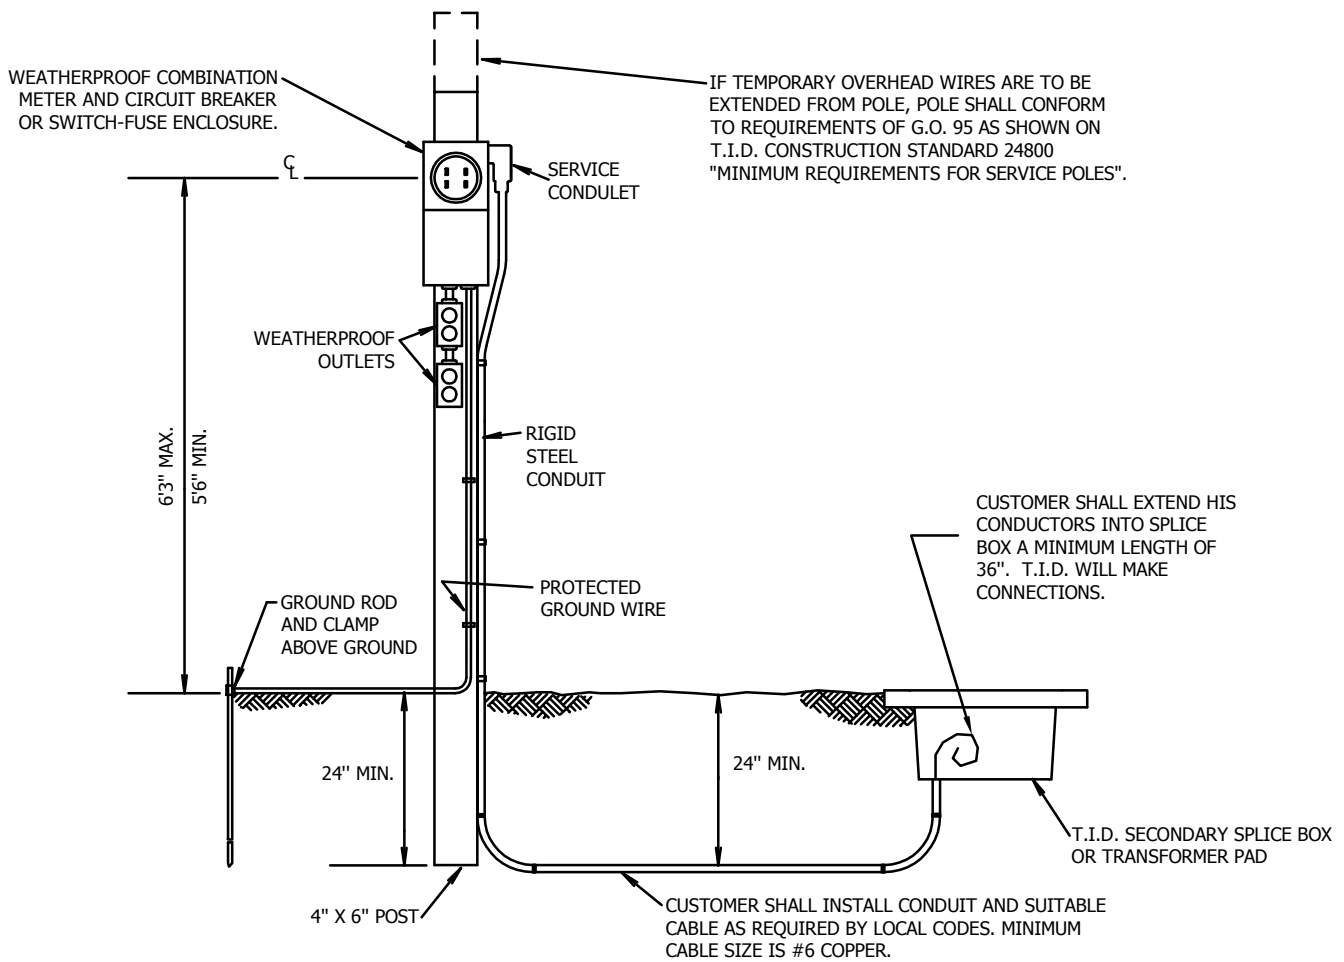 WEATHERPROOF COMBINATION
METER AND CIRCUIT BREAKER
OR SWITCH-FUSE ENCLOSURE.
IF TEMPORARY OVERHEAD WIRES ARE TO BE
EXTENDED FROM POLE, POLE SHALL CONFORM
TO REQUIREMENTS OF G.O. 95 AS SHOWN ON
T.I.D. CONSTRUCTION STANDARD 24800
"MINIMUM REQUIREMENTS FOR SERVICE POLES".
CL
SERVICE
CONDULET
WEATHERPROOF
OUTLETS
6'3" MAX.
5'6" MIN.
RIGID
STEEL
CONDUIT
CUSTOMER SHALL EXTEND HIS
CONDUCTORS INTO SPLICE
BOX A MINIMUM LENGTH OF
36". T.I.D. WILL MAKE
CONNECTIONS.
PROTECTED
GROUND WIRE
GROUND ROD
AND CLAMP
ABOVE GROUND
24" MIN.
24" MIN.
T.I.D. SECONDARY SPLICE BOX
OR TRANSFORMER PAD
4" X 6" POST
CUSTOMER SHALL INSTALL CONDUIT AND SUITABLE
CABLE AS REQUIRED BY LOCAL CODES. MINIMUM
CABLE SIZE IS #6 COPPER.